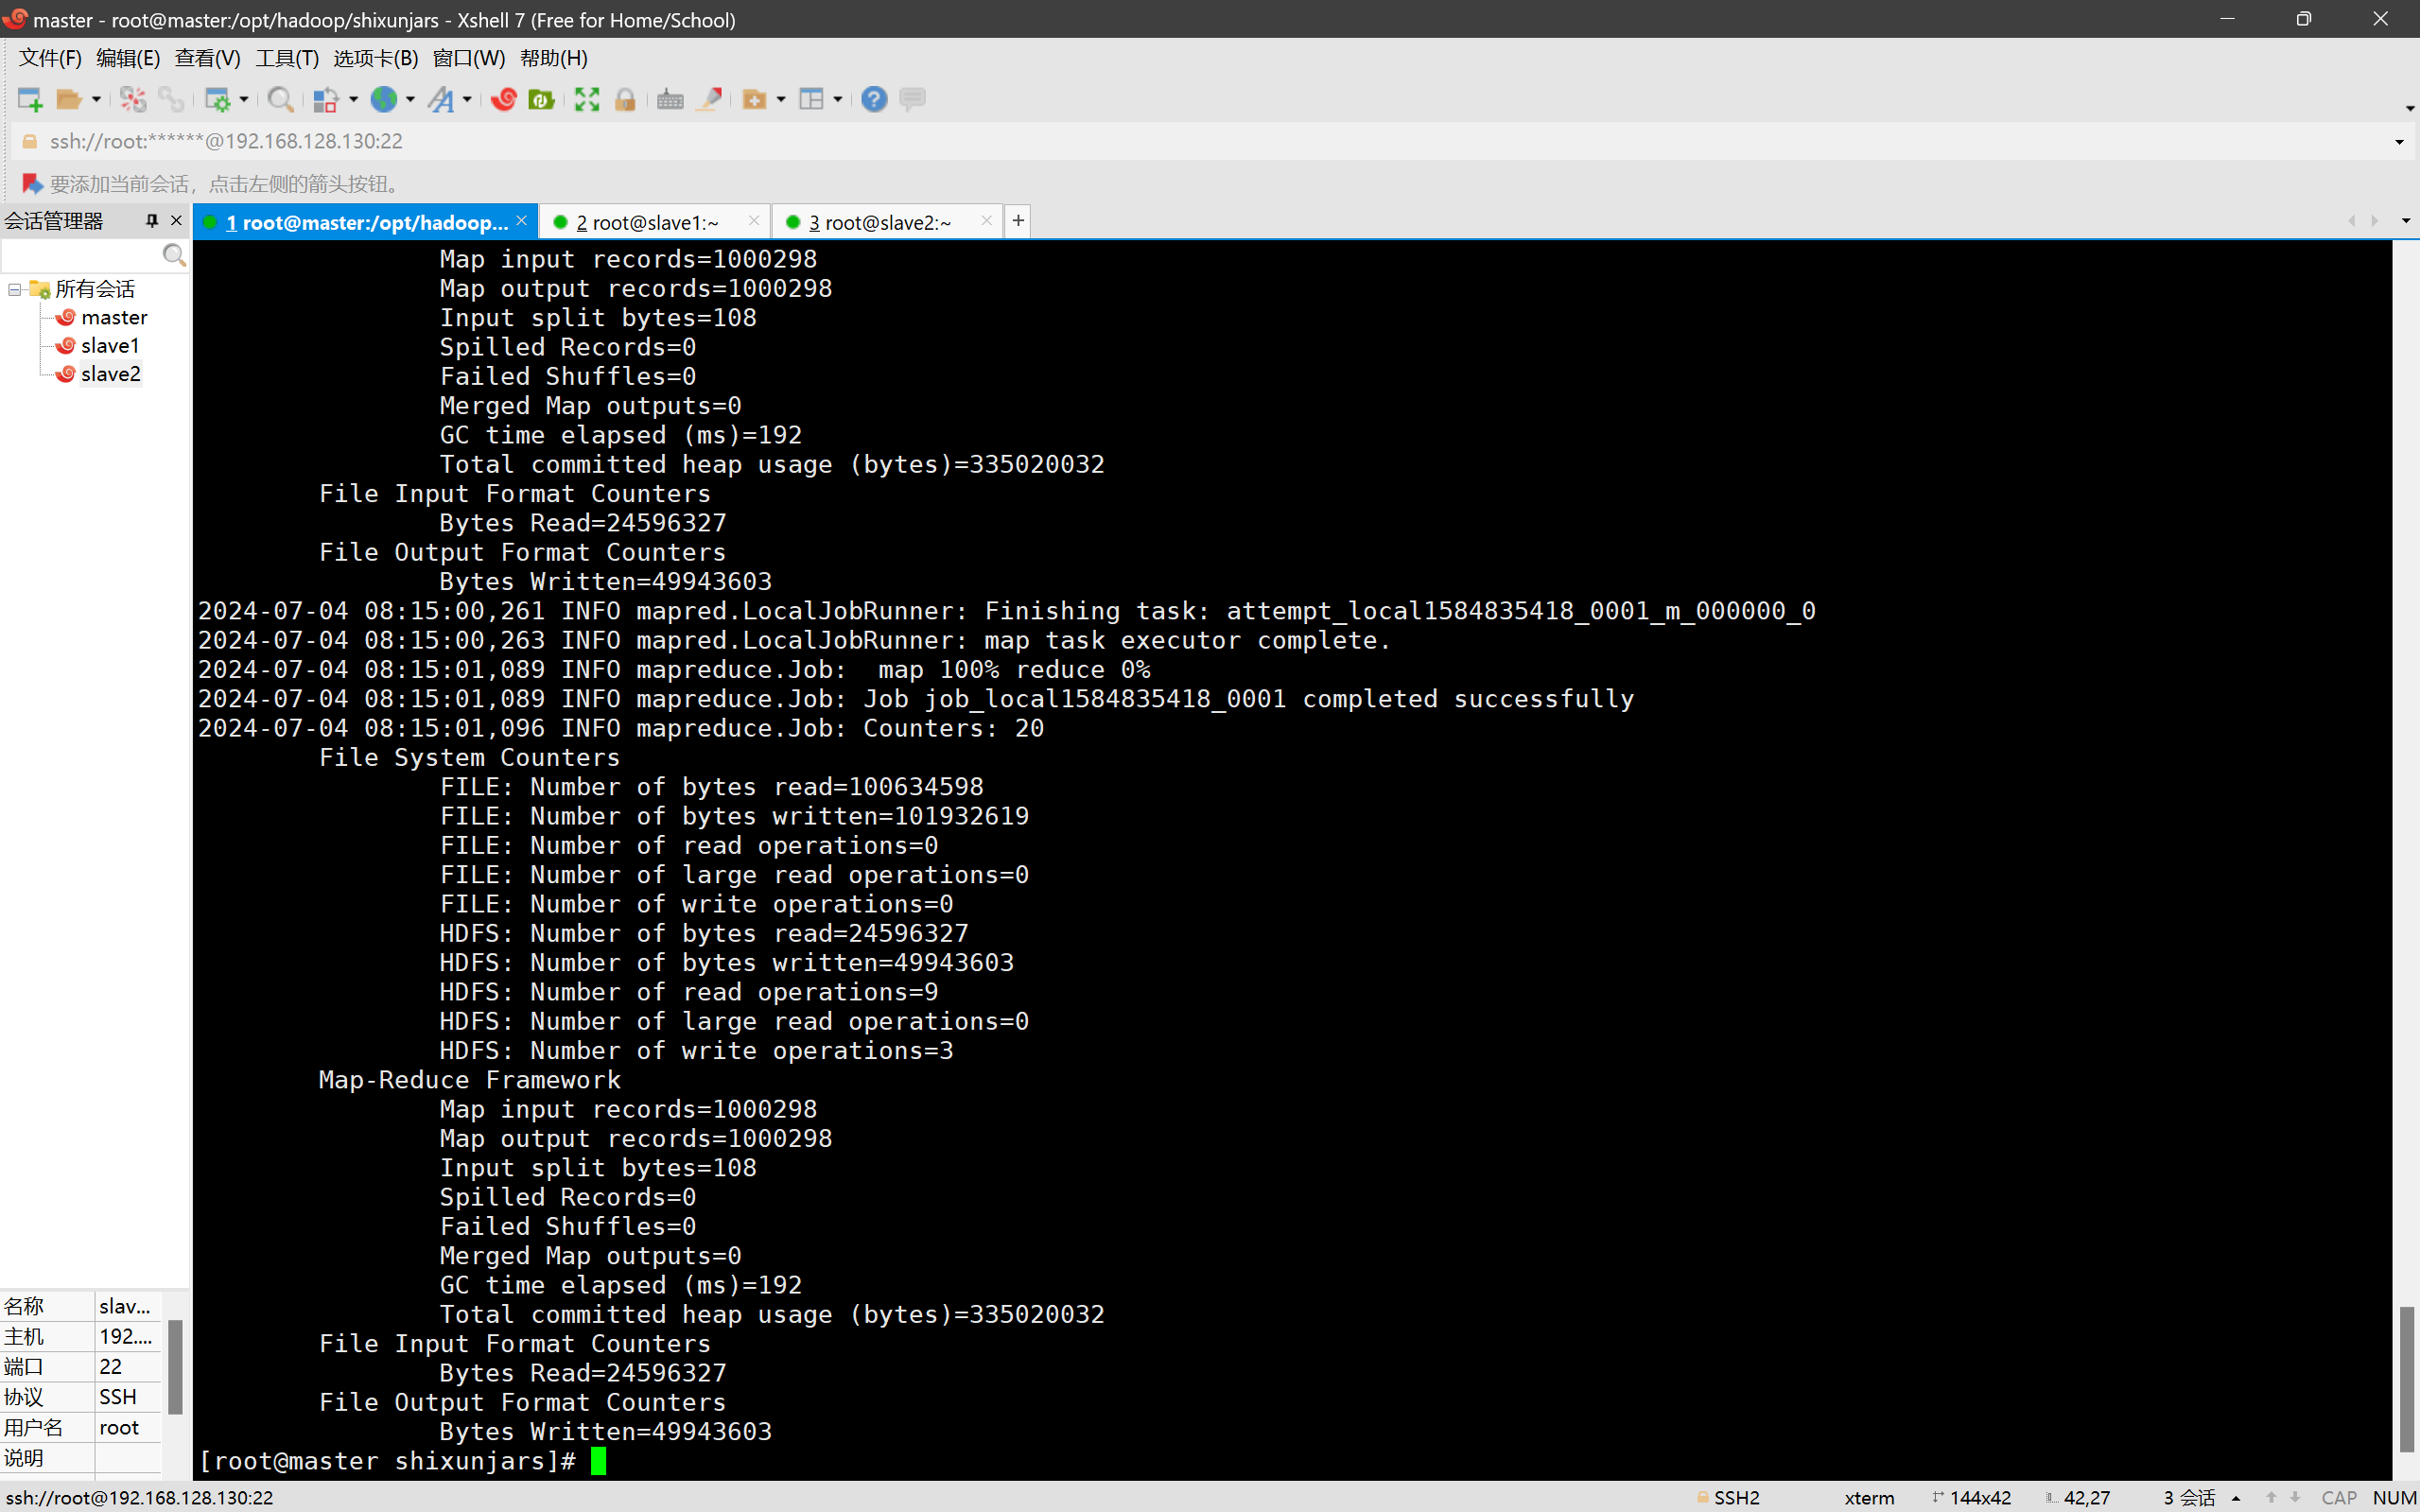 master - root@master:/opt/hadoop/shixunjars - Xshell 7 (Free for Home/School)
文件(F) 编辑(E) 查看(V) 工具(T) 选项卡(B) 窗口(W) 帮助(H)
ssh://root:******@192.168.128.130:22
要添加当前会话，点击左侧的箭头按钮。
会话管理器
1 root@master:/opt/hadoop...
2 root@slave1:~
3 root@slave2:~
所有会话
master
slave1
slave2
Map input records=1000298
Map output records=1000298
Input split bytes=108
Spilled Records=0
Failed Shuffles=0
Merged Map outputs=0
GC time elapsed (ms)=192
Total committed heap usage (bytes)=335020032
File Input Format Counters
Bytes Read=24596327
File Output Format Counters
Bytes Written=49943603
2024-07-04 08:15:00,261 INFO mapred.LocalJobRunner: Finishing task: attempt_local1584835418_0001_m_000000_0
2024-07-04 08:15:00,263 INFO mapred.LocalJobRunner: map task executor complete.
2024-07-04 08:15:01,089 INFO mapreduce.Job:  map 100% reduce 0%
2024-07-04 08:15:01,089 INFO mapreduce.Job: Job job_local1584835418_0001 completed successfully
2024-07-04 08:15:01,096 INFO mapreduce.Job: Counters: 20
File System Counters
FILE: Number of bytes read=100634598
FILE: Number of bytes written=101932619
FILE: Number of read operations=0
FILE: Number of large read operations=0
FILE: Number of write operations=0
HDFS: Number of bytes read=24596327
HDFS: Number of bytes written=49943603
HDFS: Number of read operations=9
HDFS: Number of large read operations=0
HDFS: Number of write operations=3
Map-Reduce Framework
Map input records=1000298
Map output records=1000298
Input split bytes=108
Spilled Records=0
Failed Shuffles=0
Merged Map outputs=0
GC time elapsed (ms)=192
Total committed heap usage (bytes)=335020032
File Input Format Counters
Bytes Read=24596327
File Output Format Counters
Bytes Written=49943603
[root@master shixunjars]#
名称 slav...
主机 192....
端口 22
协议 SSH
用户名 root
说明
ssh://root@192.168.128.130:22
SSH2
xterm
144x42
42,27
3 会话
CAP
NUM